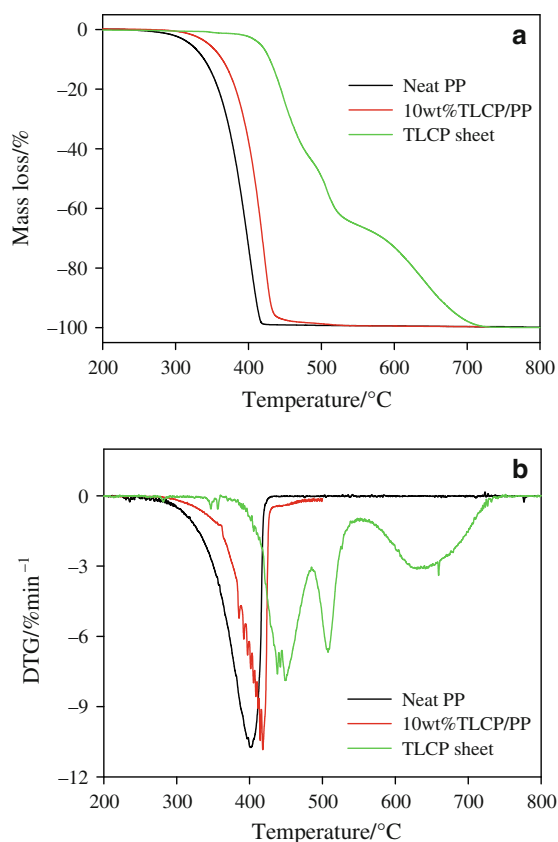 a
0
−20
−40
−60
−80
−100
Mass loss/%
Neat PP
10wt%TLCP/PP
TLCP sheet
200 300 400 500 600 700 800
Temperature/°C
b
0
−3
−6
−9
−12
DTG/%min⁻¹
Neat PP
10wt%TLCP/PP
TLCP sheet
200 300 400 500 600 700 800
Temperature/°C